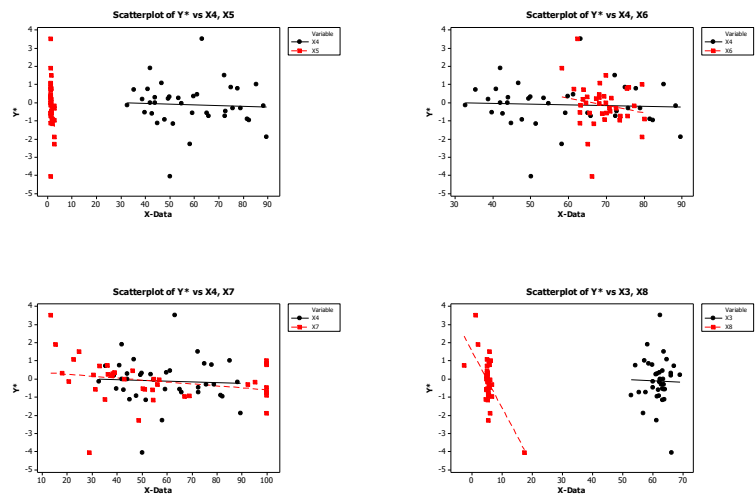 Scatterplot of Y* vs X4, X5
Variable
X4
X5
Y*
4
3
2
1
0
-1
-2
-3
-4
-5
0 10 20 30 40 50 60 70 80 90
X-Data
Scatterplot of Y* vs X4, X6
Variable
X4
X6
4
3
2
1
0
-1
-2
-3
-4
-5
30 40 50 60 70 80 90
X-Data
Scatterplot of Y* vs X4, X7
Variable
X4
X7
Y*
4
3
2
1
0
-1
-2
-3
-4
-5
10 20 30 40 50 60 70 80 90 100
X-Data
Scatterplot of Y* vs X3, X8
Variable
X3
X8
Y*
4
3
2
1
0
-1
-2
-3
-4
-5
0 10 20 30 40 50 60 70
X-Data